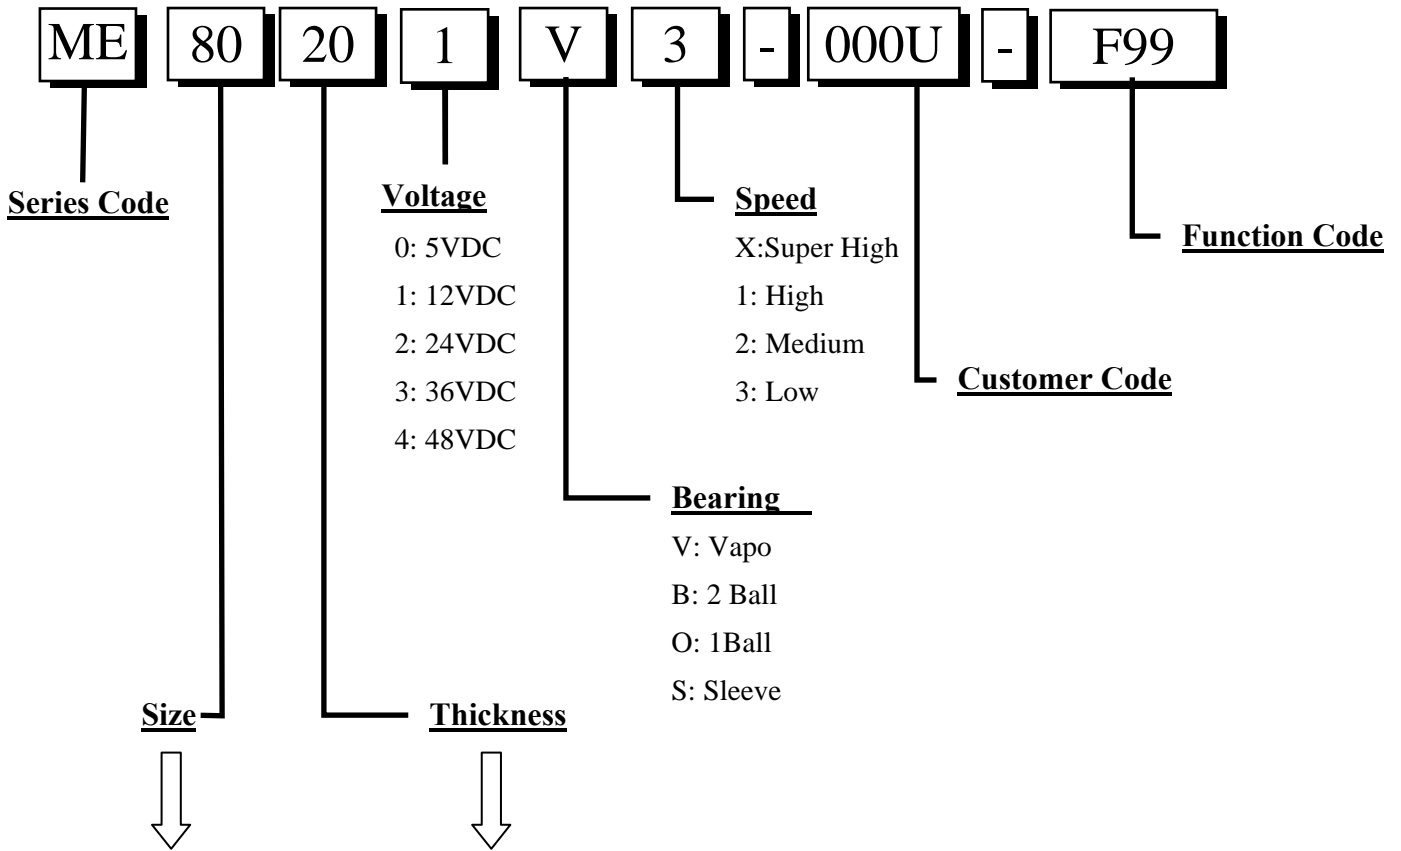 ME 80 20 1 V 3 - 000U - F99
Series Code
Voltage
0: 5VDC
1: 12VDC
2: 24VDC
3: 36VDC
4: 48VDC
Speed
X:Super High
1: High
2: Medium
3: Low
Function Code
Customer Code
Bearing
V: Vapo
B: 2 Ball
O: 1Ball
S: Sleeve
Size
Thickness